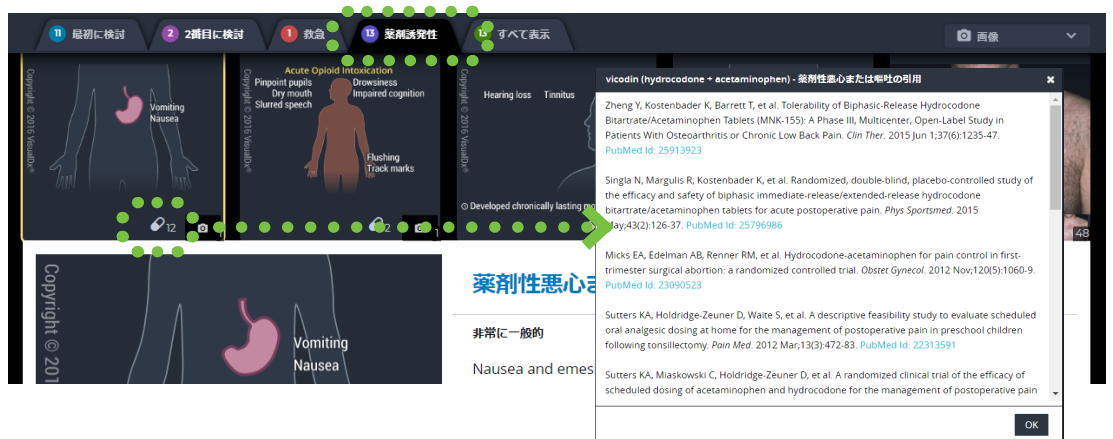 11 最初に検討
2 2番目に検討
1 救急
13 薬剤誘発性
13 すべて表示
画像
Copyright © 2016 VisualDx®
Vomiting
Nausea
12
1
Copyright © 2016 VisualDx®
Acute Opioid Intoxication
Pinpoint pupils
Dry mouth
Slurred speech
Drowsiness
Impaired cognition
Flushing
Track marks
2
1
Copyright © 2016 VisualDx®
Hearing loss Tinnitus
Developed chronically lasting mo
48
Copyright © 201
Vomiting
Nausea
薬剤性悪心ま
非常に一般的
Nausea and emes
vicodin (hydrocodone + acetaminophen) - 薬剤性悪心または嘔吐の引用
Zheng Y, Kostenbader K, Barrett T, et al. Tolerability of Biphasic-Release Hydrocodone
Bitartrate/Acetaminophen Tablets (MNK-155): A Phase III, Multicenter, Open-Label Study in
Patients With Osteoarthritis or Chronic Low Back Pain. Clin Ther. 2015 Jun 1;37(6):1235-47.
PubMed Id: 25913923
Singla N, Margulis R, Kostenbader K, et al. Randomized, double-blind, placebo-controlled study of
the efficacy and safety of biphasic immediate-release/extended-release hydrocodone
bitartrate/acetaminophen tablets for acute postoperative pain. Phys Sportsmed. 2015
May;43(2):126-37. PubMed Id: 25796986
Micks EA, Edelman AB, Renner RM, et al. Hydrocodone-acetaminophen for pain control in first-
trimester surgical abortion: a randomized controlled trial. Obstet Gynecol. 2012 Nov;120(5):1060-9.
PubMed Id: 23090523
Sutters KA, Holdridge-Zeuner D, Waite S, et al. A descriptive feasibility study to evaluate scheduled
oral analgesic dosing at home for the management of postoperative pain in preschool children
following tonsillectomy. Pain Med. 2012 Mar;13(3):472-83. PubMed Id: 22313591
Sutters KA, Miaskowski C, Holdridge-Zeuner D, et al. A randomized clinical trial of the efficacy of
scheduled dosing of acetaminophen and hydrocodone for the management of postoperative pain
OK